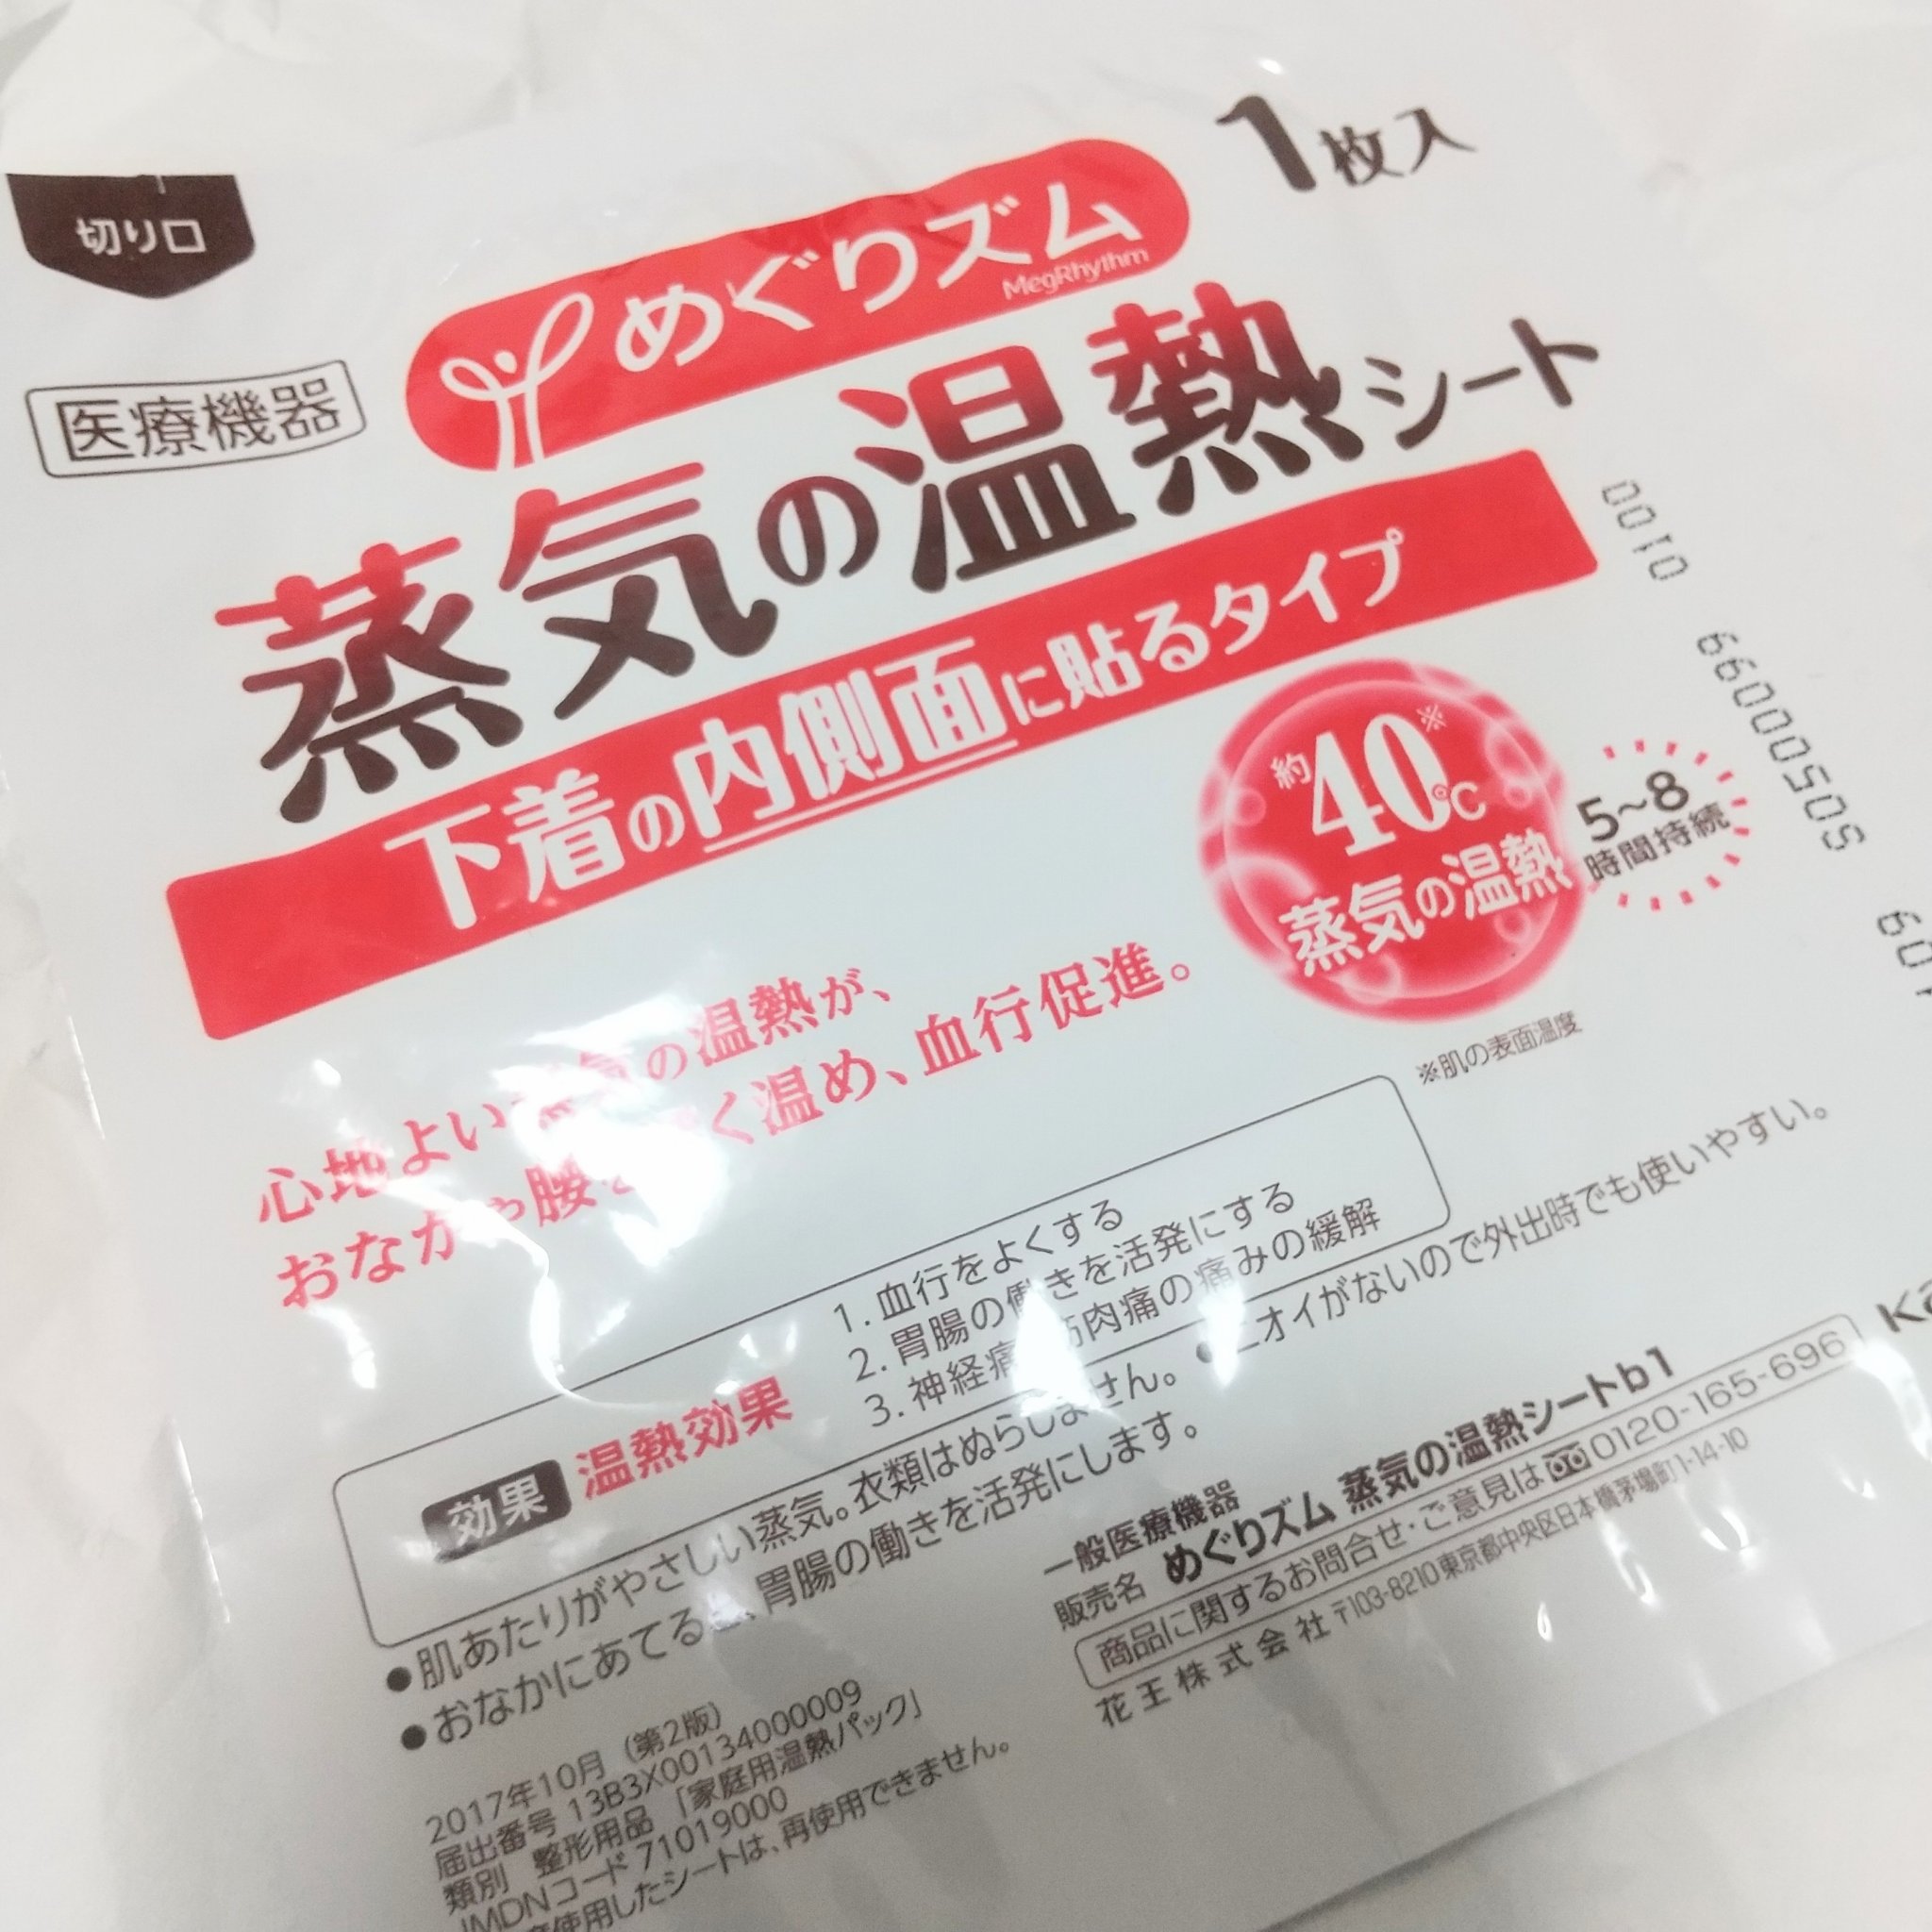 1枚入
切り口
めぐりズム
MegRhythm
医療機器
蒸気の温熱シート
下着の内側面に貼るタイプ
約40℃※
蒸気の温熱
5~8
時間持続
※肌の表面温度
0010 66000505 60
心地よい の温熱が、
おなかや腰を く温め、血行促進。
効果 温熱効果
1. 血行をよくする
2. 胃腸の働きを活発にする
3. 神経痛 筋肉痛の痛みの緩解
●肌あたりがやさしい蒸気。衣類はぬらしません。 ●ニオイがないので外出時でも使いやすい。
●おなかにあてる 胃腸の働きを活発にします。
2017年10月(第2版)
届出番号 13B3X00134000009
類別 整形用品 「家庭用温熱パック」
JMDNコード 71019000
使用したシートは、再使用できません。
一般医療機器
販売名 めぐりズム 蒸気の温熱シートb1
商品に関するお問合せ・ご意見は 0120-165-696
花王株式会社 〒103-8210東京都中央区日本橋茅場町1-14-10